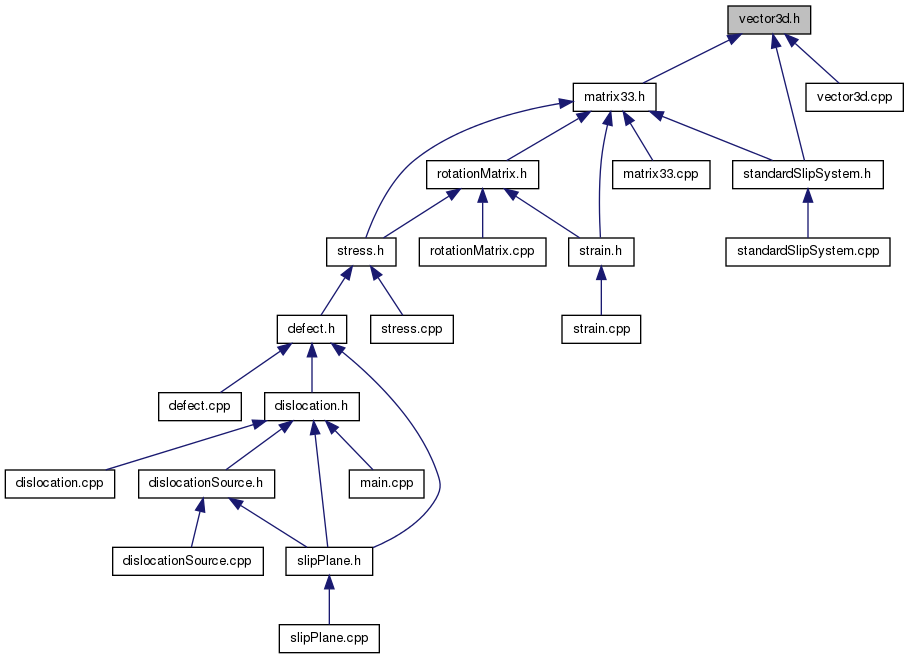 vector3d.h
matrix33.h
vector3d.cpp
rotationMatrix.h
matrix33.cpp
standardSlipSystem.h
stress.h
rotationMatrix.cpp
strain.h
standardSlipSystem.cpp
defect.h
stress.cpp
strain.cpp
defect.cpp
dislocation.h
dislocation.cpp
dislocationSource.h
main.cpp
dislocationSource.cpp
slipPlane.h
slipPlane.cpp